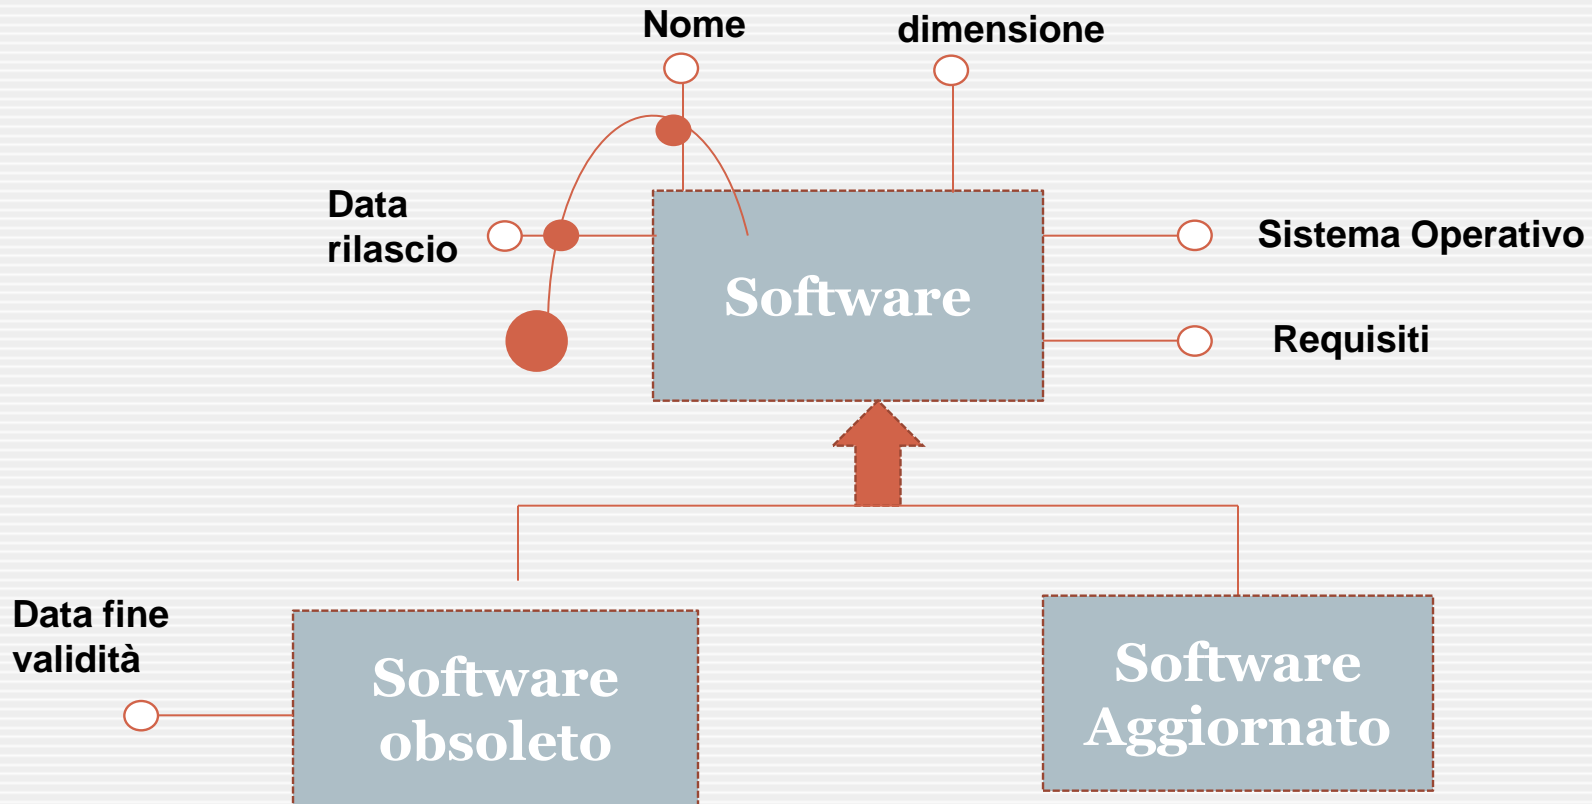 Nome
dimensione
Data
rilascio
Sistema Operativo
Software
Requisiti
Data fine
validità
Software
obsoleto
Software
Aggiornato